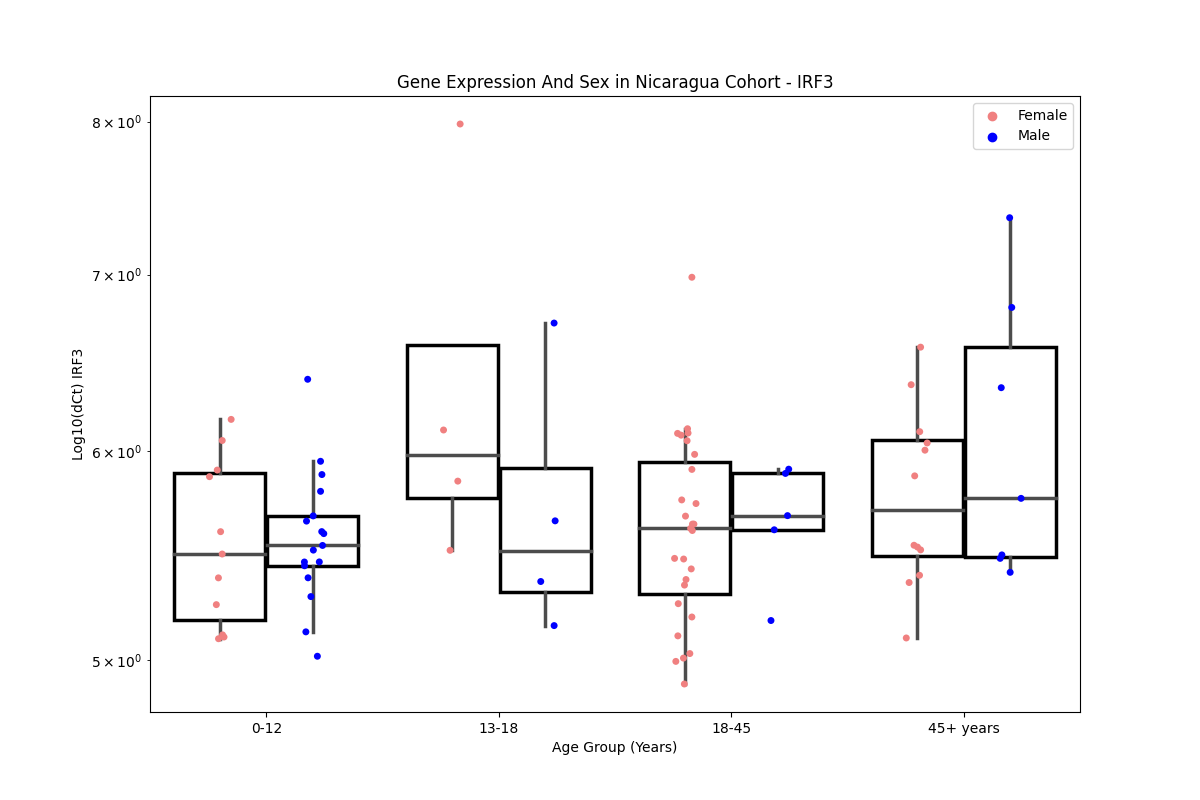 Gene Expression And Sex in Nicaragua Cohort - IRF3
Female
Male
8 × 10⁰
7 × 10⁰
6 × 10⁰
5 × 10⁰
Log10(dCt) IRF3
0-12
13-18
18-45
45+ years
Age Group (Years)